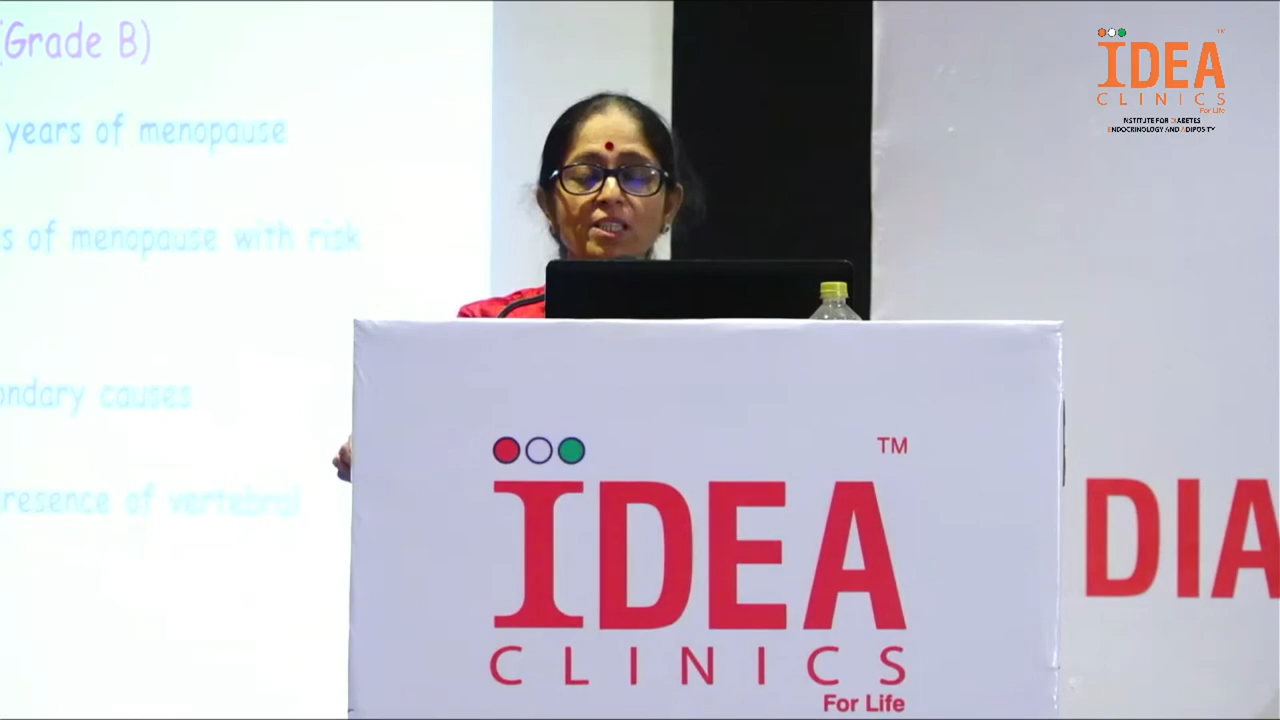 (Grade B)
years of menopause
s of menopause with risk
ondary causes
resence of vertebral
IDEA
CLINICS
For Life
INSTITUTE FOR DIABETES
ENDOCRINOLOGY AND ADIPOSITY
TM
ÏDEA
CLINICS
For Life
DIA